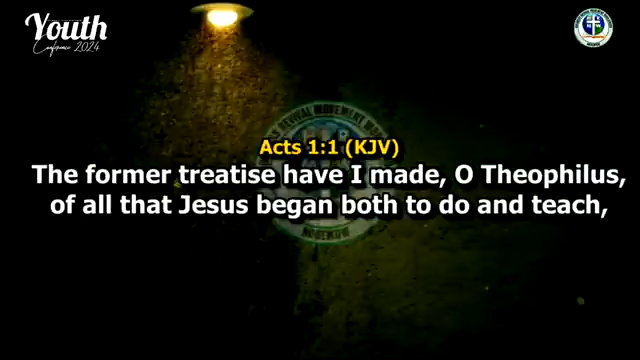 Youth
Conference 2024
Acts 1:1 (KJV)
The former treatise have I made, O Theophilus,
of all that Jesus began both to do and teach,